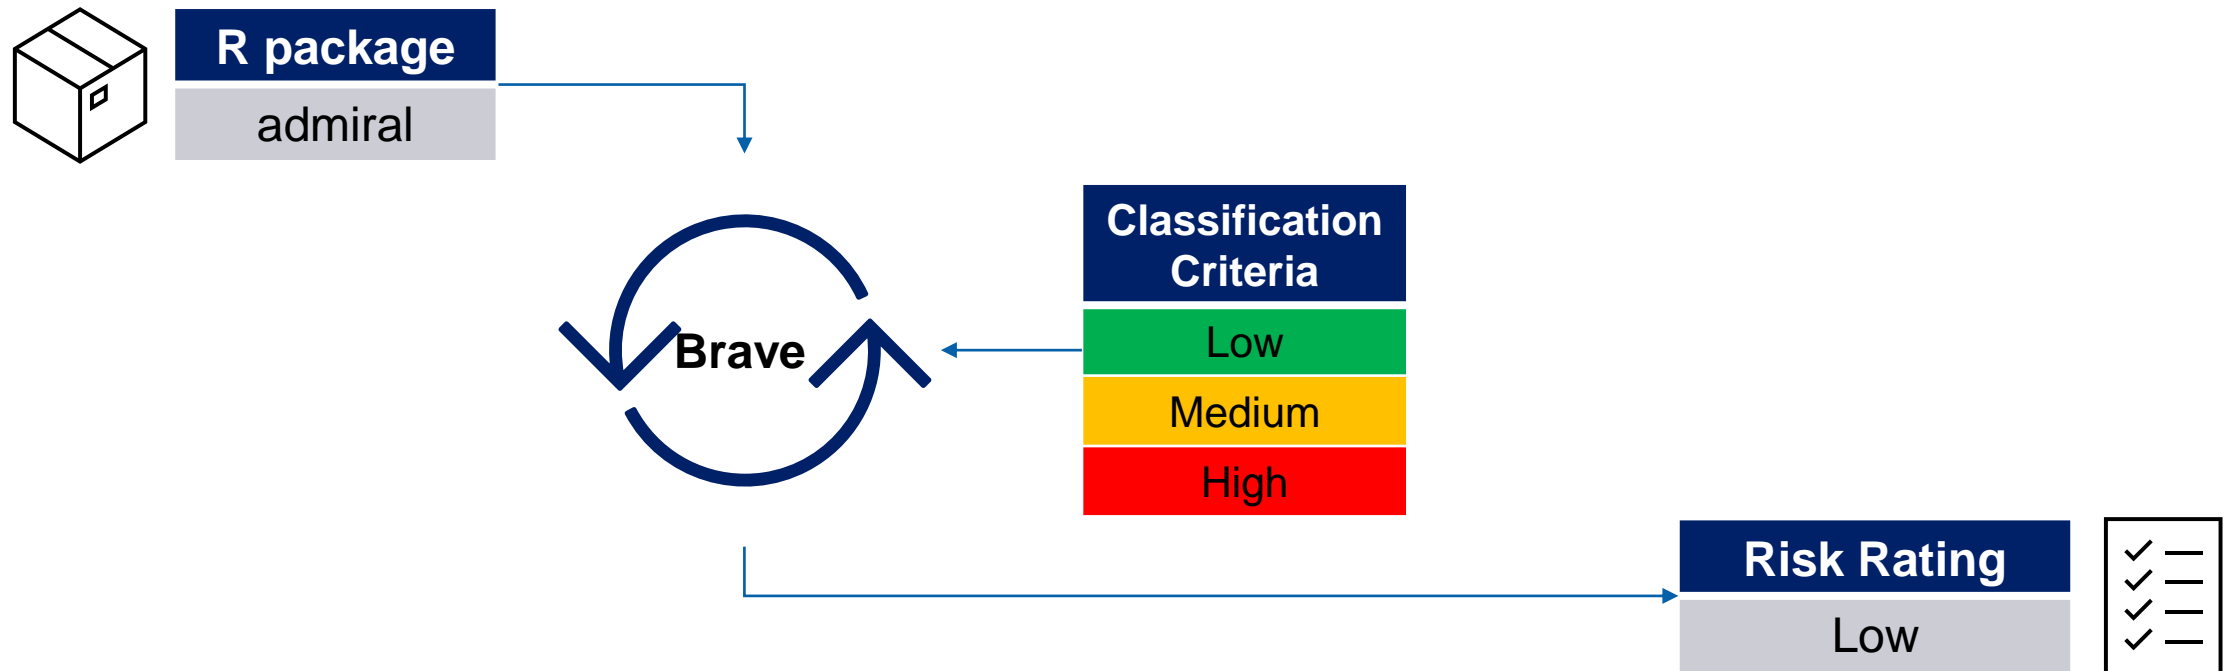 R package
admiral
Brave
Classification
Criteria
Low
Medium
High
Risk Rating
Low